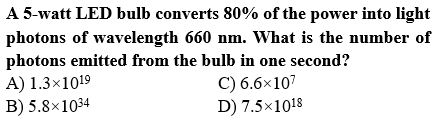 A 5-watt LED bulb converts 80% of the power into light
photons of wavelength 660 nm. What is the number of
photons emitted from the bulb in one second?
A) 1.3×10¹⁹ C) 6.6×10⁷
B) 5.8×10³⁴ D) 7.5×10¹⁸